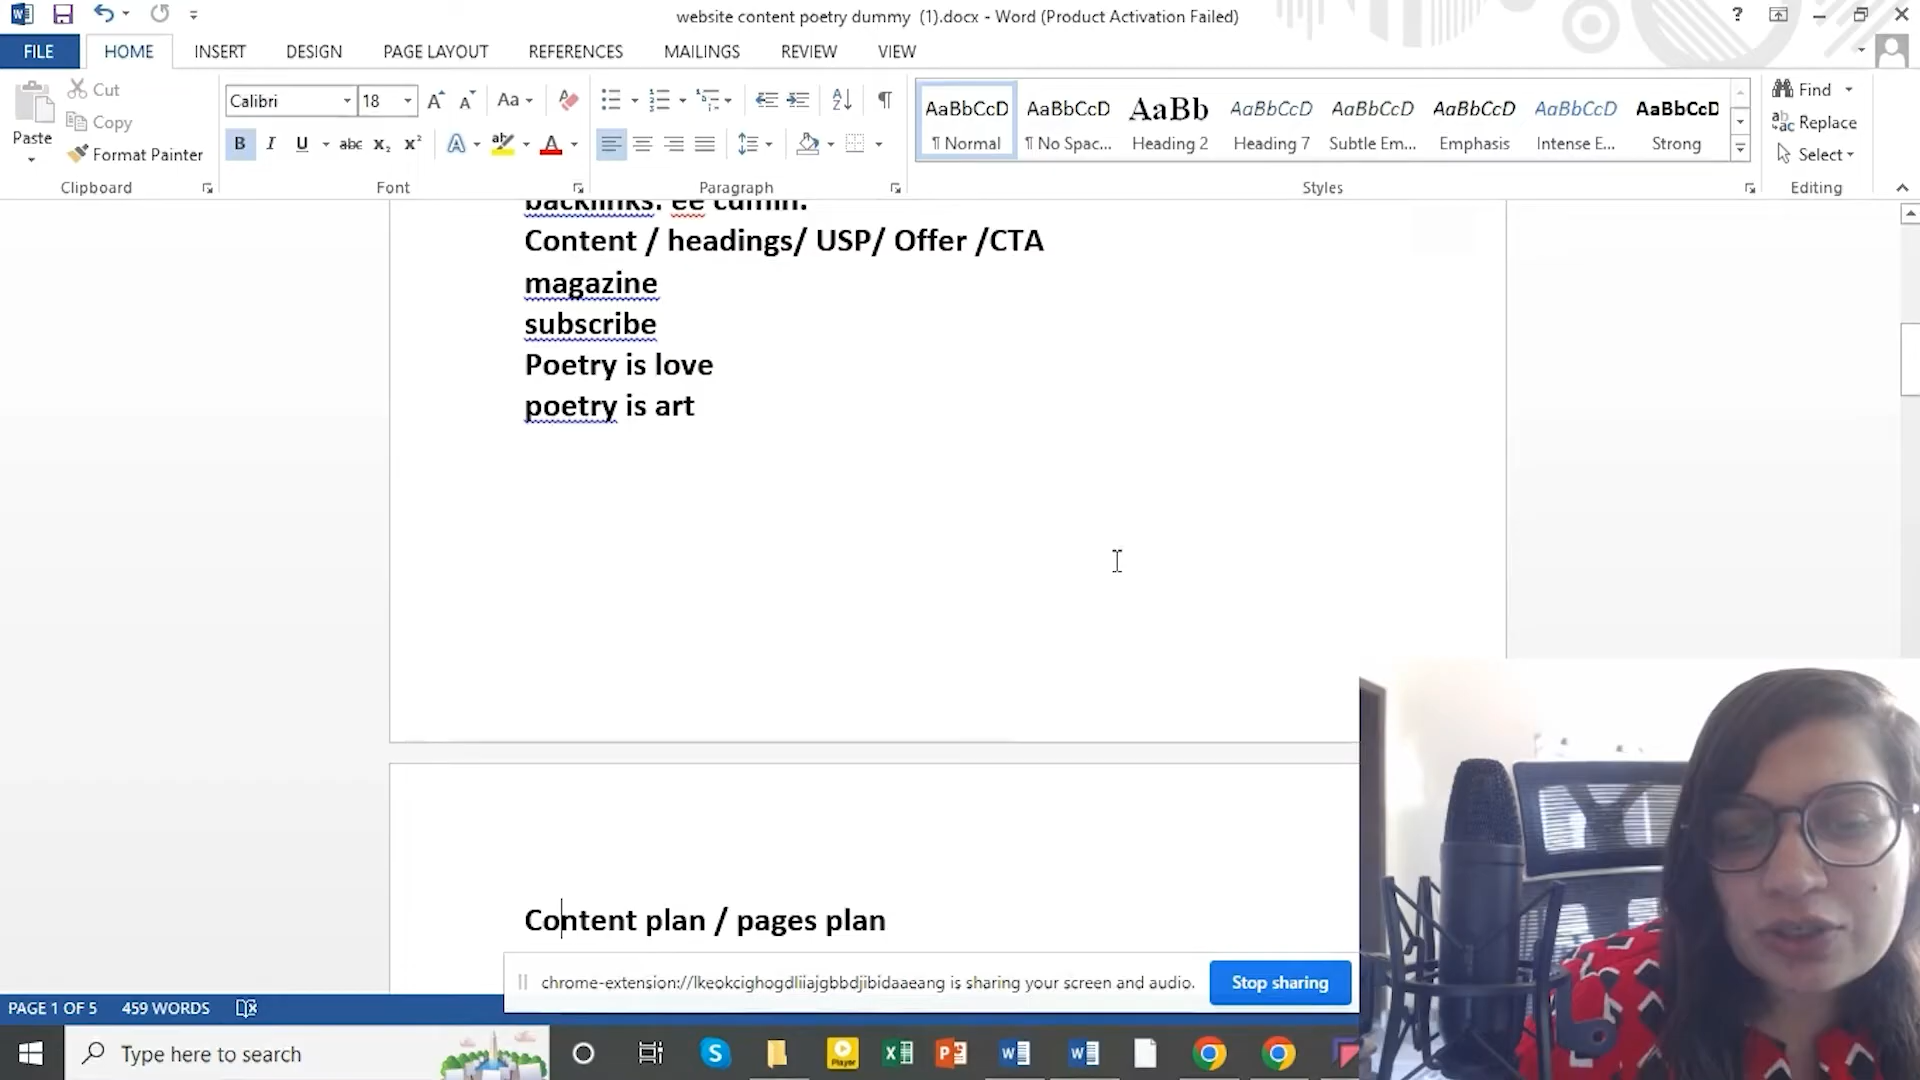 website content poetry dummy (1).docx - Word (Product Activation Failed)
FILE HOME INSERT DESIGN PAGE LAYOUT REFERENCES MAILINGS REVIEW VIEW
Cut
Copy
Format Painter
Paste
Clipboard
Calibri 18
Font
Paragraph
AaBbCcD AaBbCcD AaBb AaBbCcD AaBbCcD AaBbCcD AaBbCcD AaBbCcD
¶ Normal ¶ No Spac... Heading 2 Heading 7 Subtle Em... Emphasis Intense E... Strong
Styles
Find
Replace
Select
Editing
backlinks. ee cumin.
Content / headings/ USP/ Offer /CTA
magazine
subscribe
Poetry is love
poetry is art
Content plan / pages plan
chrome-extension://lkeokcighogdliiajgbbdjibidaaeang is sharing your screen and audio. Stop sharing
PAGE 1 OF 5 459 WORDS
Type here to search
Player